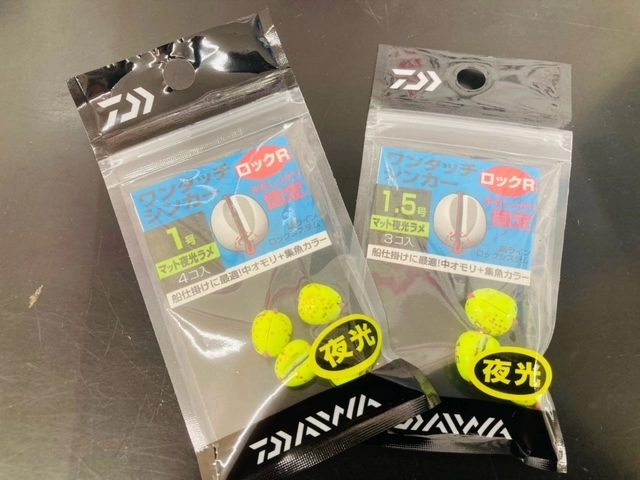 ワンタッチ
シンカー
ロックR
固定
1号
マット夜光ラメ
4コ入
船仕掛けに最適!中オモリ+集魚カラー
夜光
DAIWA
ワンタッチ
シンカー
ロックR
固定
1.5号
マット夜光ラメ
3コ入
船仕掛けに最適!中オモリ+集魚カラー
夜光
DAIWA